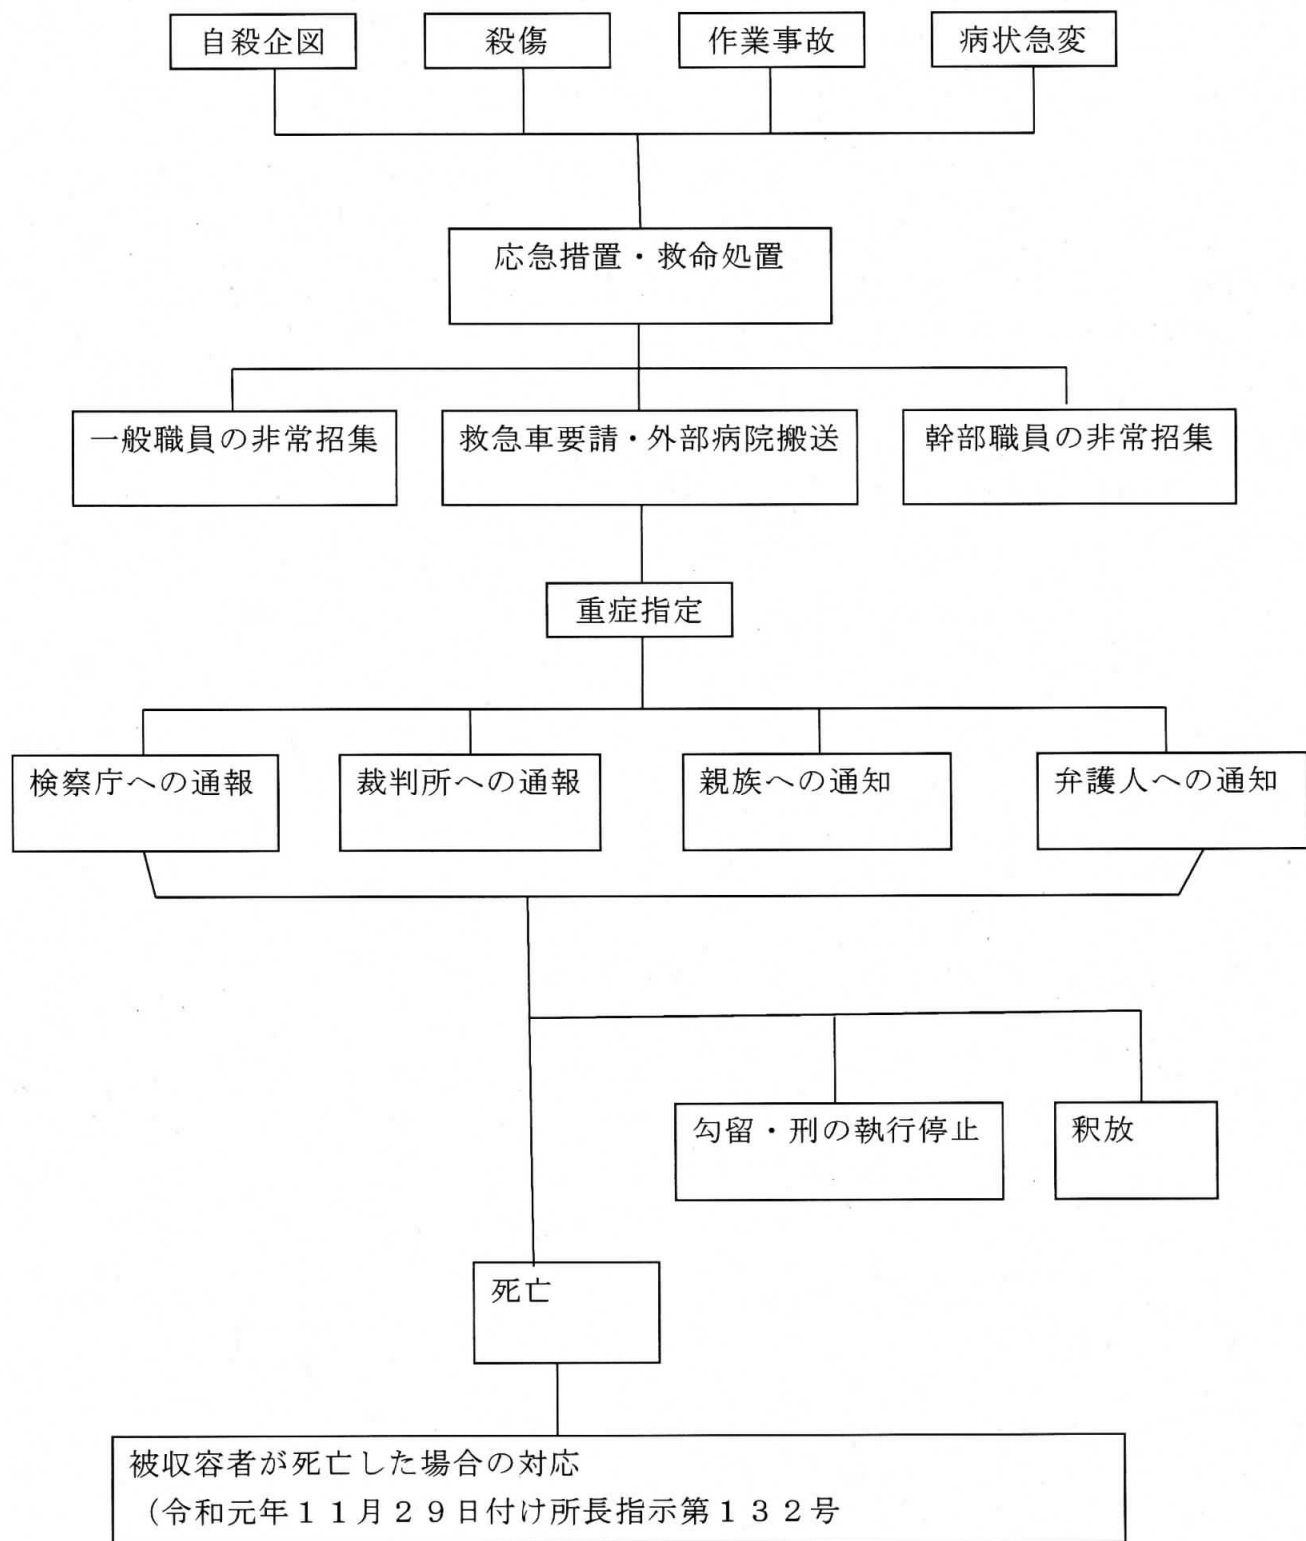 自殺企図
殺傷
作業事故
病状急変
応急措置・救命処置
一般職員の非常招集
救急車要請・外部病院搬送
幹部職員の非常招集
重症指定
検察庁への通報
裁判所への通報
親族への通知
弁護人への通知
勾留・刑の執行停止
釈放
死亡
被収容者が死亡した場合の対応
（令和元年１１月２９日付け所長指示第１３２号